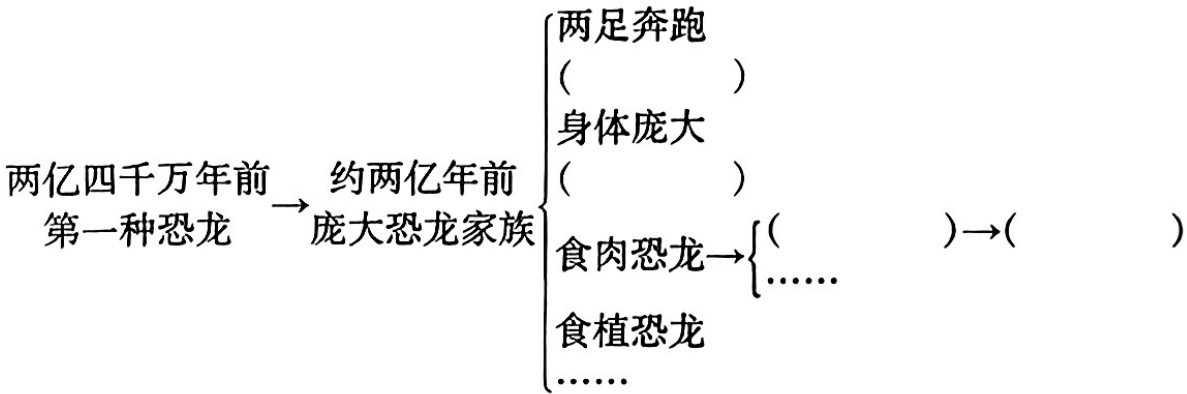 两足奔跑
(          )
身体庞大
(          )
两亿四千万年前
第一种恐龙
→
约两亿年前
庞大恐龙家族
食肉恐龙→
(          )→(          )
……
食植恐龙
……